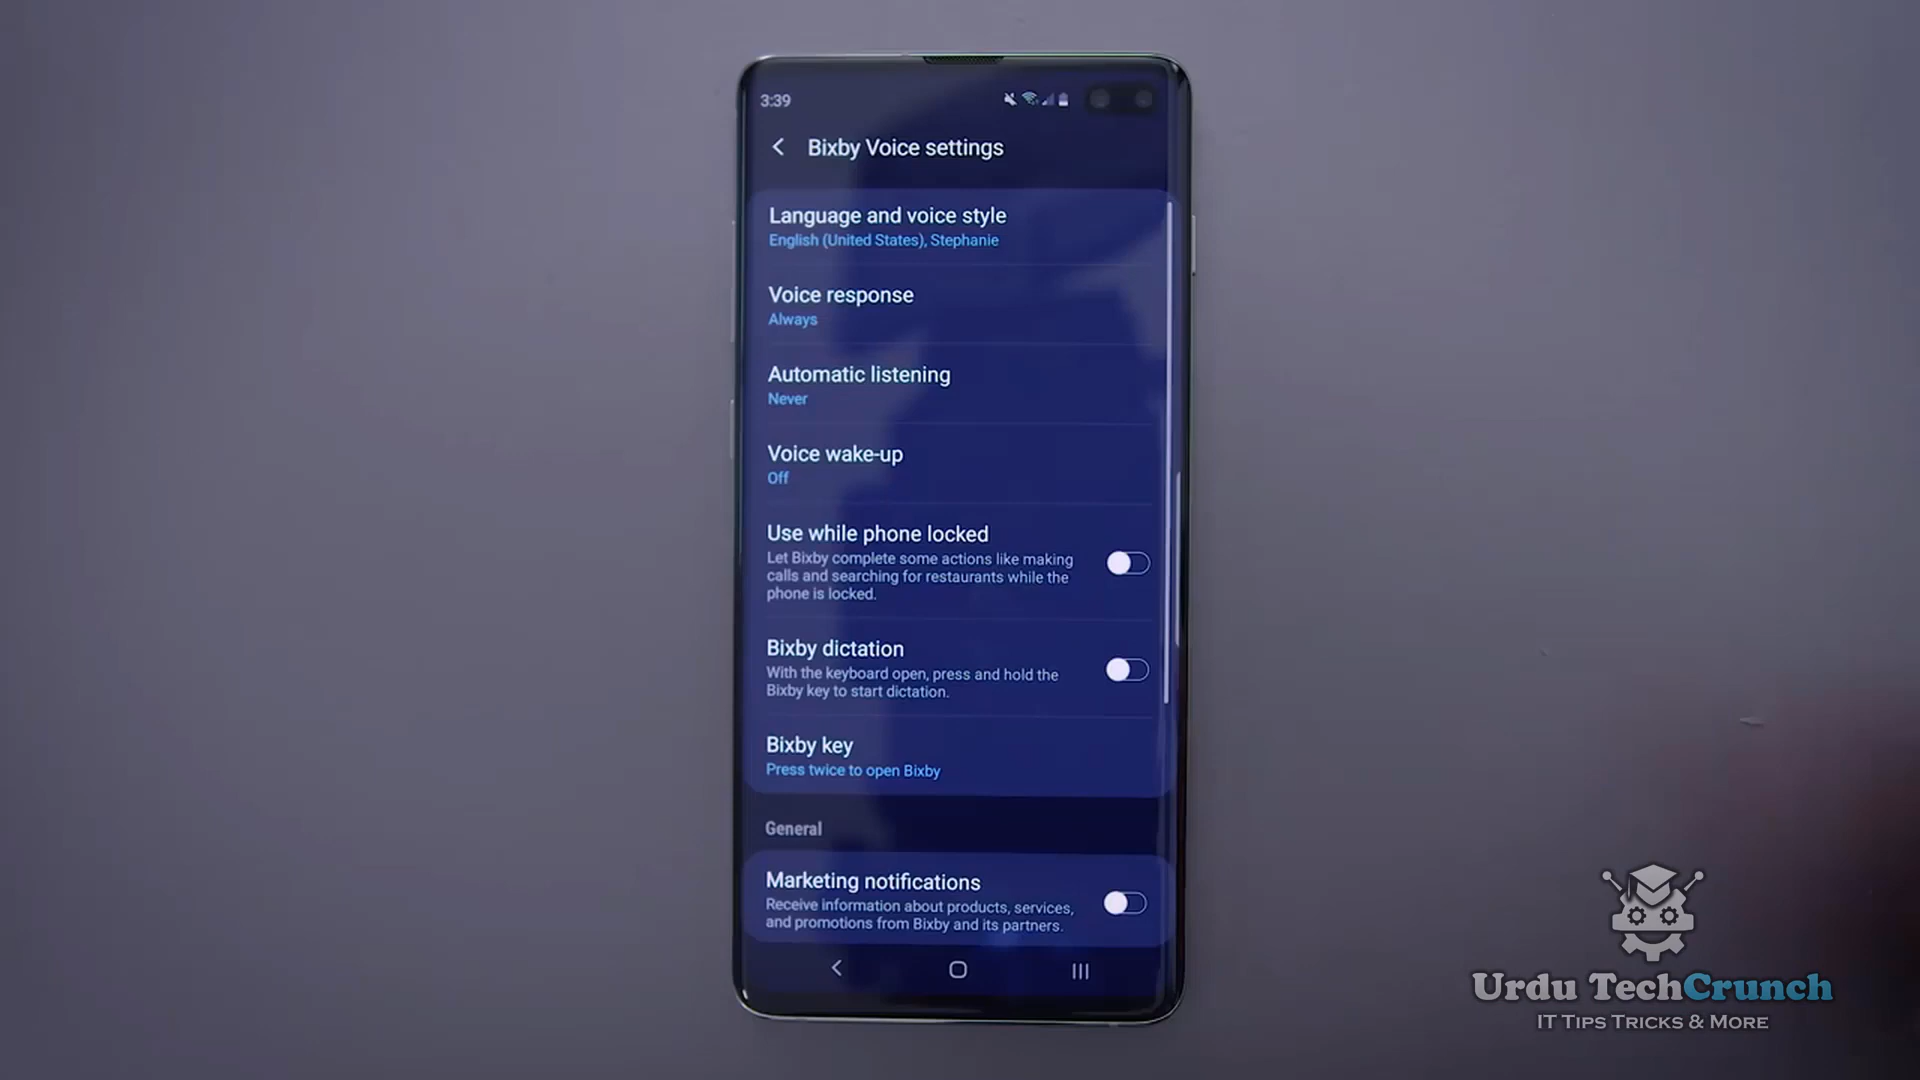 3:39
Bixby Voice settings
Language and voice style
English (United States), Stephanie
Voice response
Always
Automatic listening
Never
Voice wake-up
Off
Use while phone locked
Let Bixby complete some actions like making
calls and searching for restaurants while the
phone is locked.
Bixby dictation
With the keyboard open, press and hold the
Bixby key to start dictation.
Bixby key
Press twice to open Bixby
General
Marketing notifications
Receive information about products, services,
and promotions from Bixby and its partners.
Urdu TechCrunch
IT Tips Tricks & More